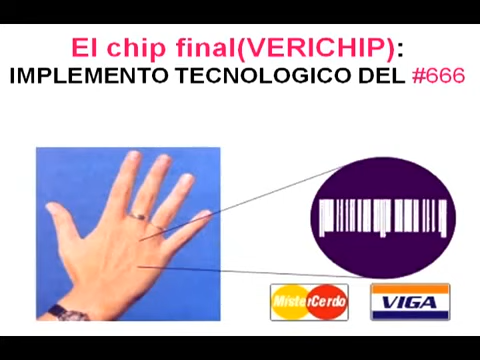 El chip final(VERICHIP):
IMPLEMENTO TECNOLOGICO DEL #666
MisterCerdo
VIGA